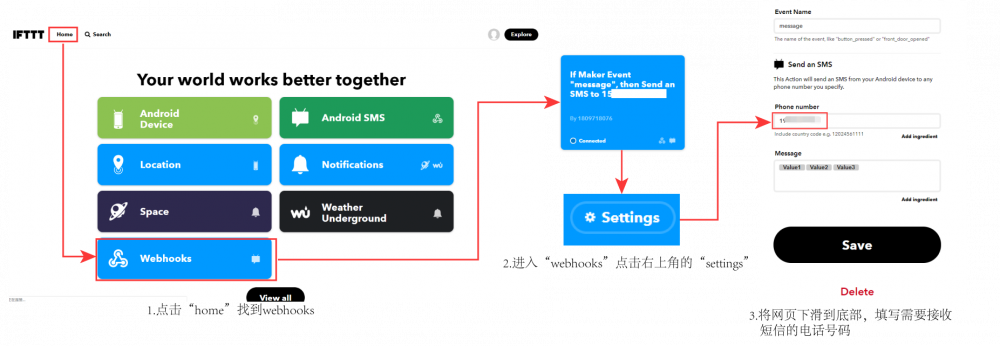 IFTTT
Home
Search
Explore
Your world works better together
Android
Device
Android SMS
Location
Notifications
Space
Weather
Underground
Webhooks
View all
1.点击“home”找到webhooks
If Maker Event
"message", then Send an
SMS to 15
Connected
Settings
2.进入“webhooks”点击右上角的“settings”
Event Name
message
The name of the event, like "button_pressed" or "front_door_opened"
Send an SMS
This Action will send an SMS from your Android device to any
phone number you specify.
Phone number
Include country code e.g. 12024561111
Add ingredient
Message
Value1 Value2 Value3
Add ingredient
Save
Delete
3.将网页下滑到底部，填写需要接收
短信的电话号码